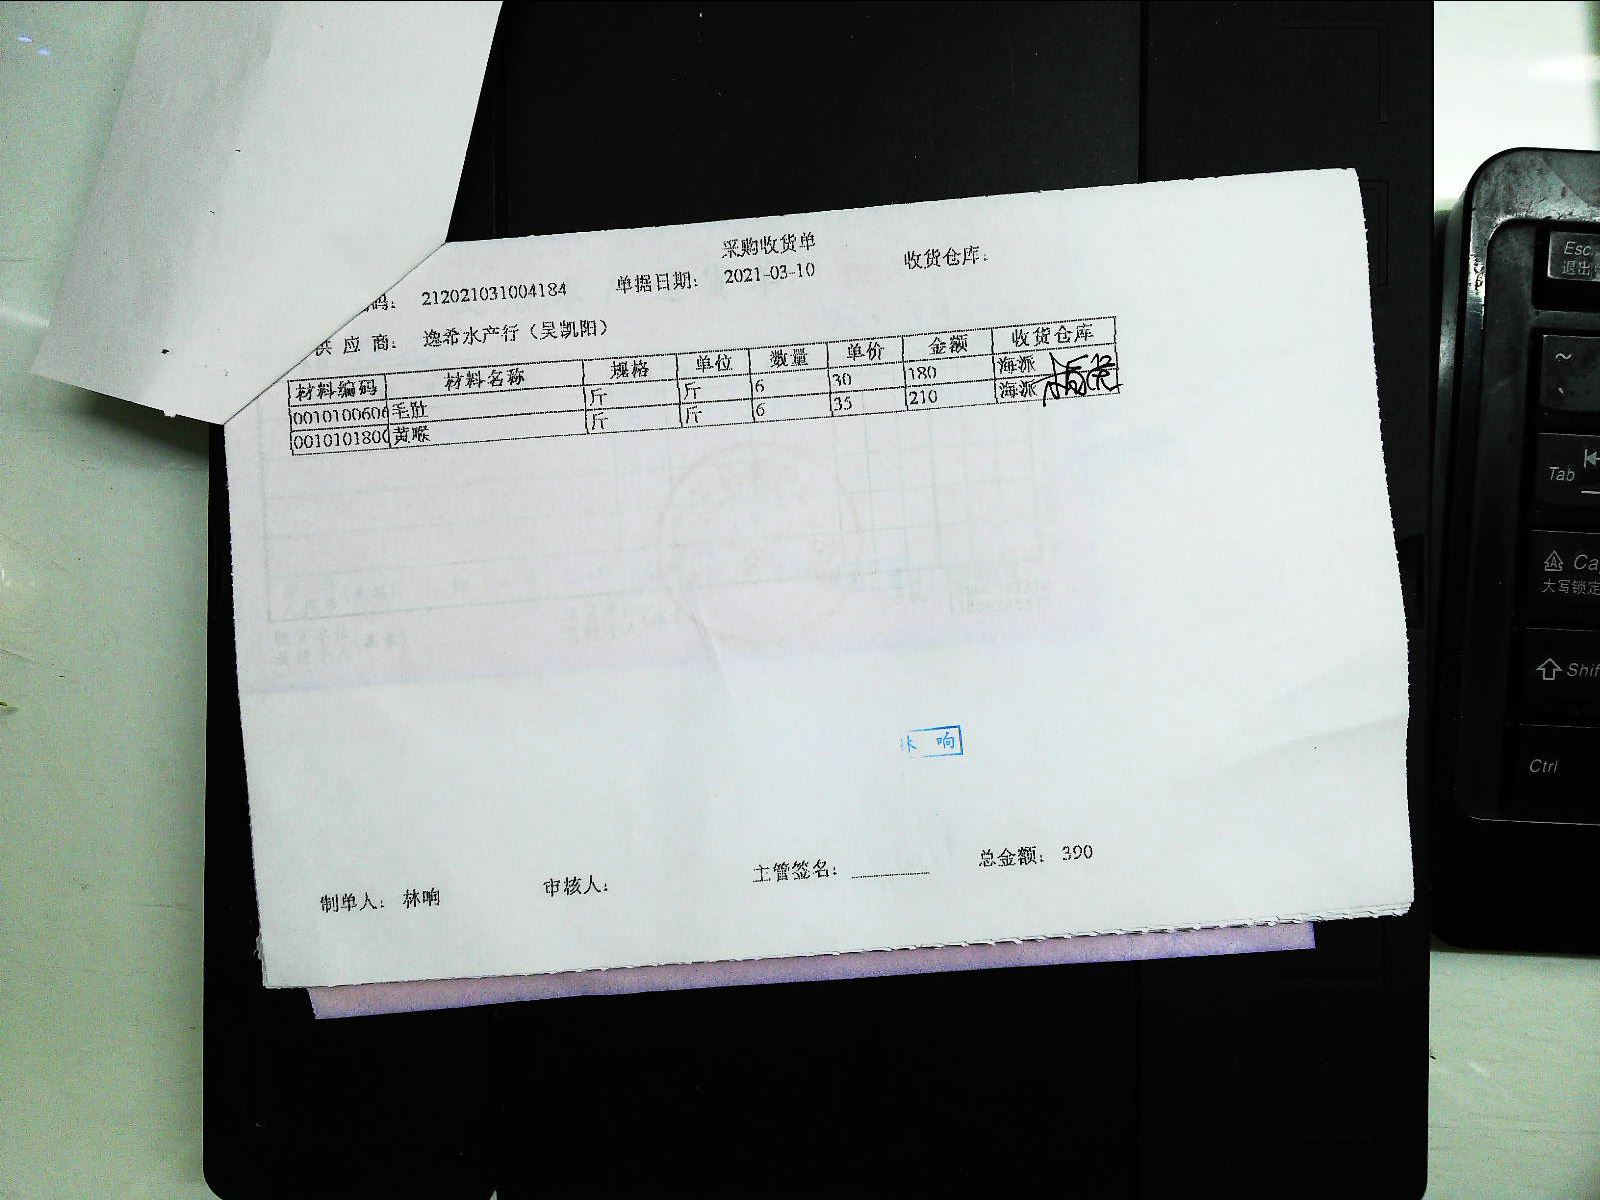 采购收货单
码: 212021031004184 单据日期: 2021-03-10 收货仓库:
供应商: 逸希水产行（吴凯阳）
材料编码 材料名称 规格 单位 数量 单价 金额 收货仓库
0010100606 毛肚 斤 斤 6 30 180 海派
001010180 黄喉 斤 斤 6 35 210 海派
林 响
制单人: 林响 审核人: 主管签名: 总金额: 390
Esc
退出
~
Tab
Ca
大写锁定
Shif
Ctrl